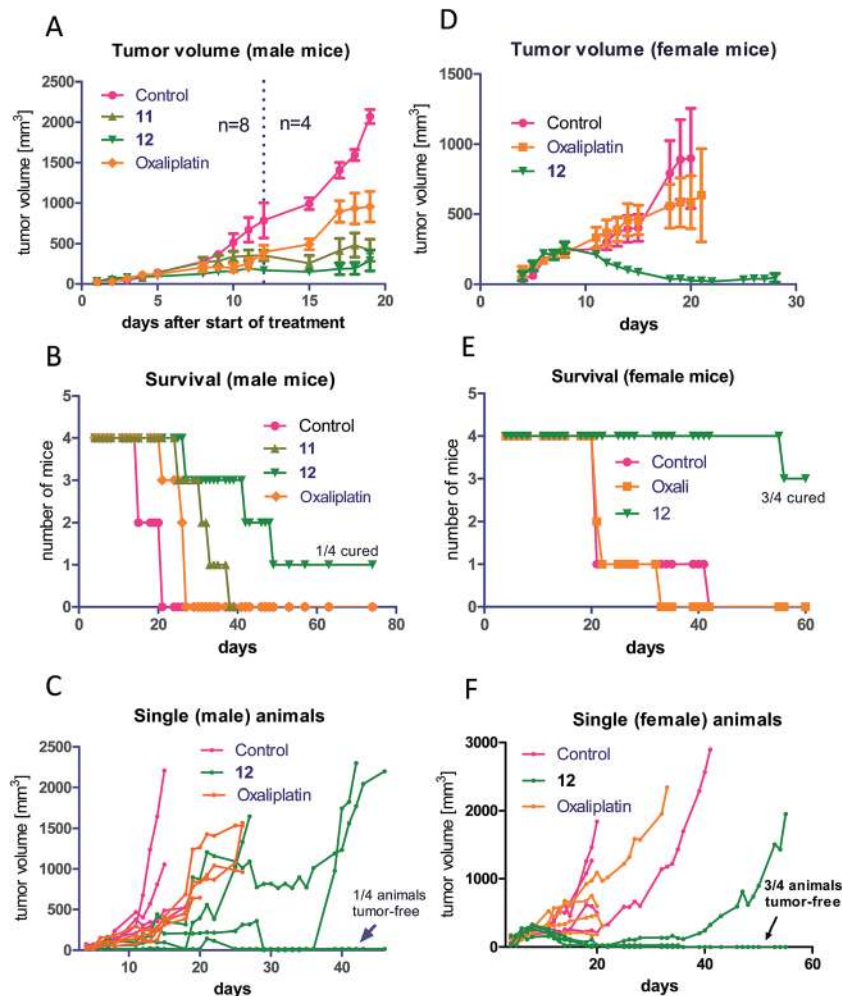 A
Tumor volume (male mice)
tumor volume [mm³]
2500
2000
1500
1000
500
0
Control
11
12
Oxaliplatin
n=8
n=4
0
5
10
15
20
days after start of treatment
B
Survival (male mice)
number of mice
5
4
3
2
1
0
Control
11
12
Oxaliplatin
1/4 cured
0
20
40
60
80
days
C
Single (male) animals
tumor volume [mm³]
2500
2000
1500
1000
500
0
Control
12
Oxaliplatin
1/4 animals
tumor-free
10
20
30
40
days
D
Tumor volume (female mice)
tumor volume [mm³]
1500
1000
500
0
Control
Oxaliplatin
12
0
10
20
30
days
E
Survival (female mice)
number of mice
5
4
3
2
1
0
Control
Oxali
12
3/4 cured
0
20
40
60
days
F
Single (female) animals
tumor volume [mm³]
3000
2000
1000
0
Control
12
Oxaliplatin
3/4 animals
tumor-free
0
20
40
60
days